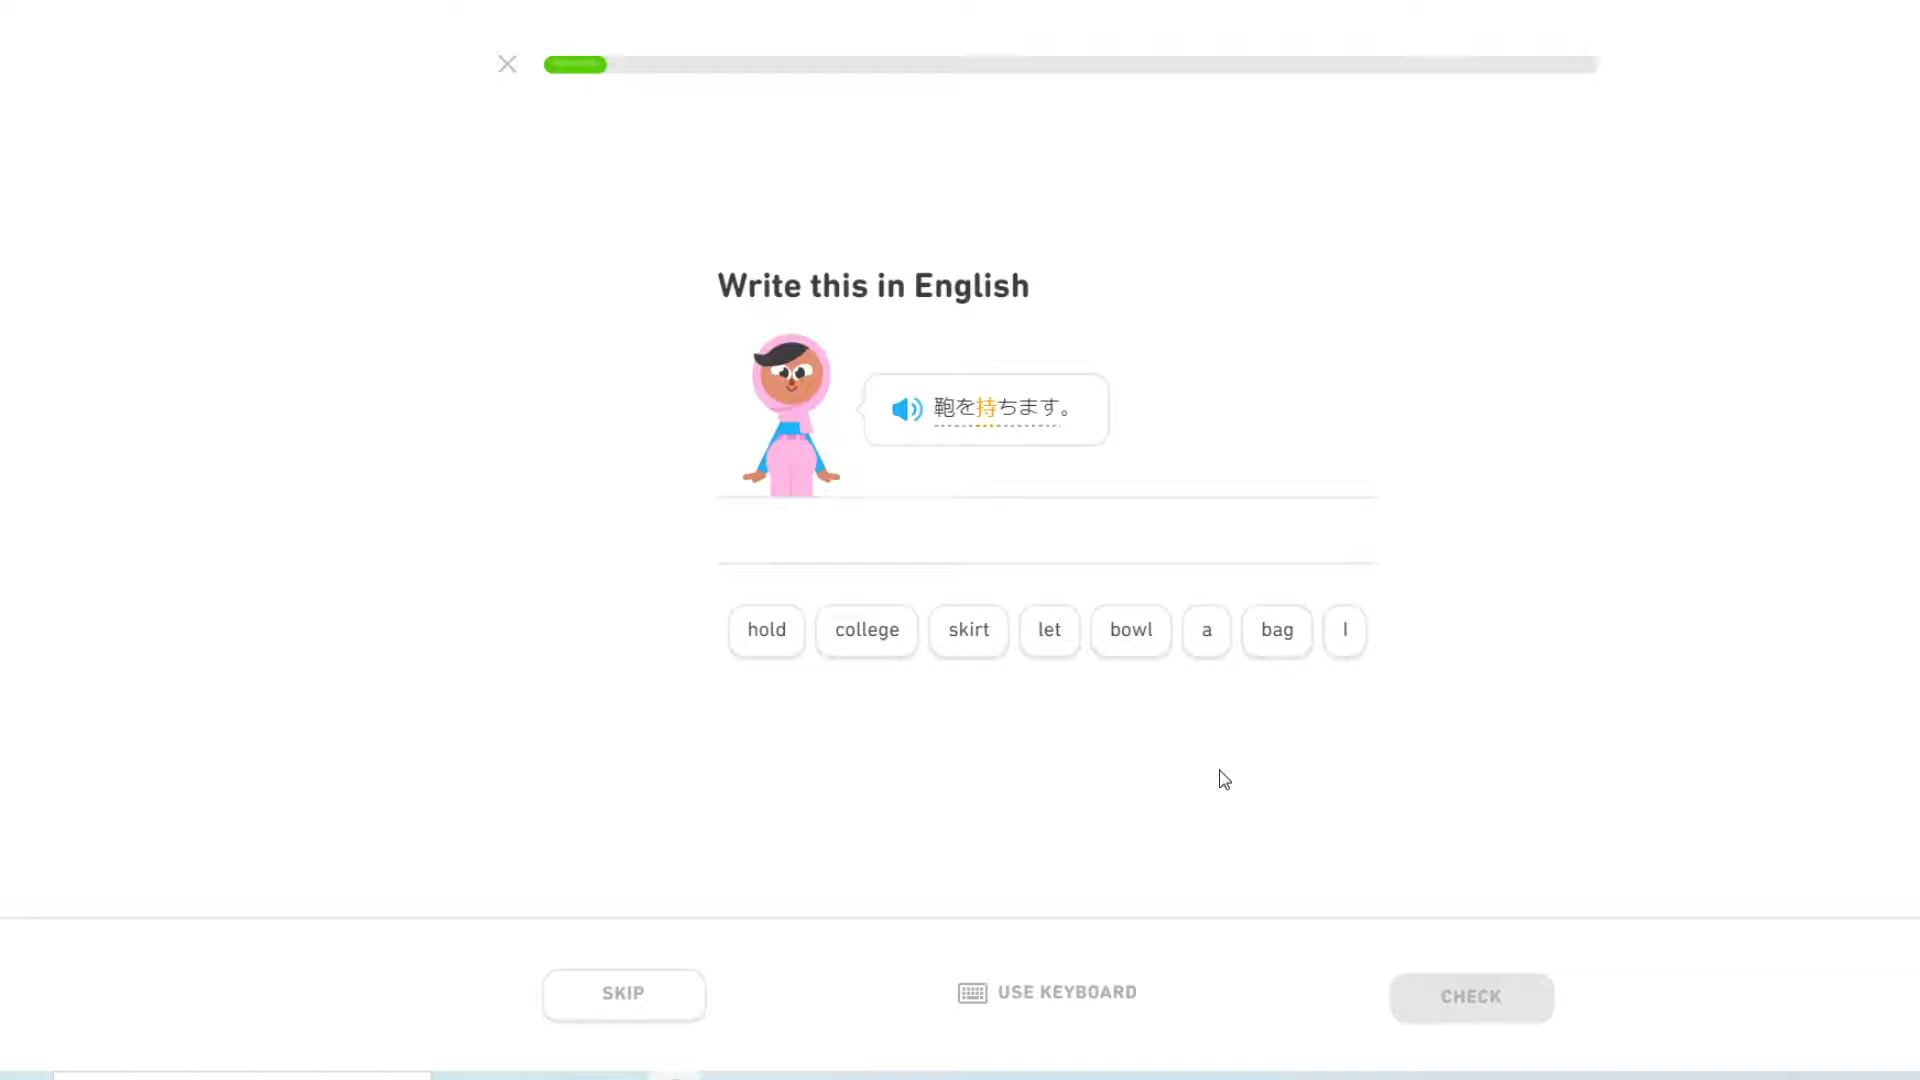 Write this in English
鞄を持ちます。
hold college skirt let bowl a bag I
SKIP USE KEYBOARD CHECK